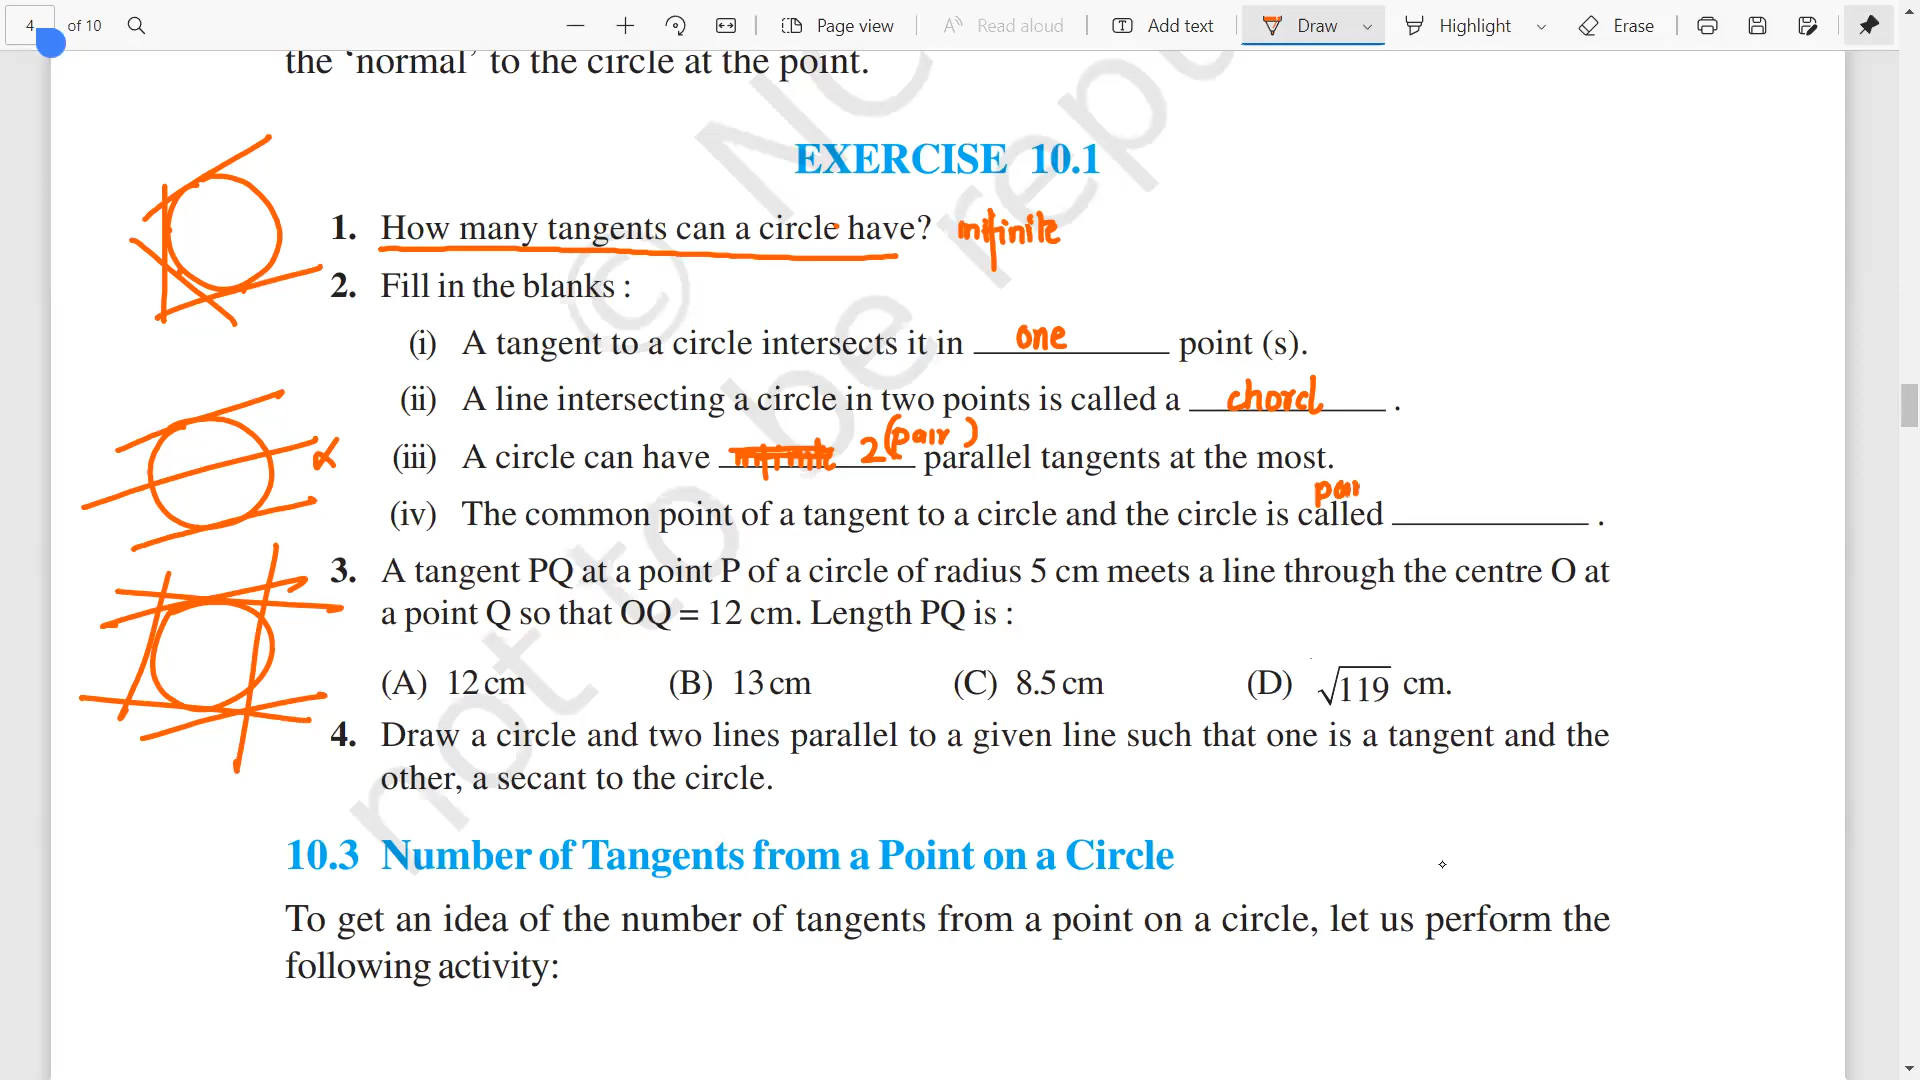 4 of 10 Page view Read aloud Add text Draw Highlight Erase
the 'normal' to the circle at the point.
EXERCISE 10.1
1. How many tangents can a circle have? infinite
2. Fill in the blanks :
(i) A tangent to a circle intersects it in one point (s).
(ii) A line intersecting a circle in two points is called a chord .
(iii) A circle can have infinite 2 (pair) parallel tangents at the most.
pair
(iv) The common point of a tangent to a circle and the circle is called ____________ .
3. A tangent PQ at a point P of a circle of radius 5 cm meets a line through the centre O at
a point Q so that OQ = 12 cm. Length PQ is :
(A) 12 cm (B) 13 cm (C) 8.5 cm (D) √119 cm.
4. Draw a circle and two lines parallel to a given line such that one is a tangent and the
other, a secant to the circle.
10.3 Number of Tangents from a Point on a Circle
To get an idea of the number of tangents from a point on a circle, let us perform the
following activity:
© NC
not to be repu